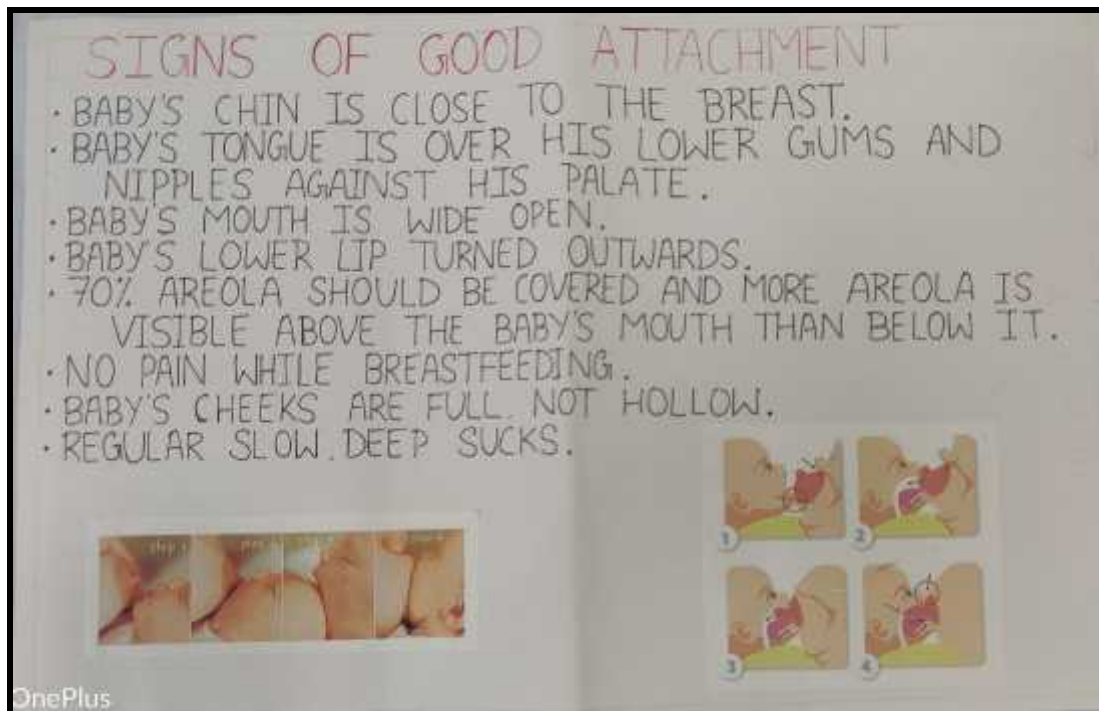 SIGNS OF GOOD ATTACHMENT
· BABY'S CHIN IS CLOSE TO THE BREAST.
· BABY'S TONGUE IS OVER HIS LOWER GUMS AND
NIPPLES AGAINST HIS PALATE.
· BABY'S MOUTH IS WIDE OPEN.
· BABY'S LOWER LIP TURNED OUTWARDS.
· 70% AREOLA SHOULD BE COVERED AND MORE AREOLA IS
VISIBLE ABOVE THE BABY'S MOUTH THAN BELOW IT.
· NO PAIN WHILE BREASTFEEDING.
· BABY'S CHEEKS ARE FULL. NOT HOLLOW.
· REGULAR SLOW. DEEP SUCKS.
1
2
3
4
OnePlus